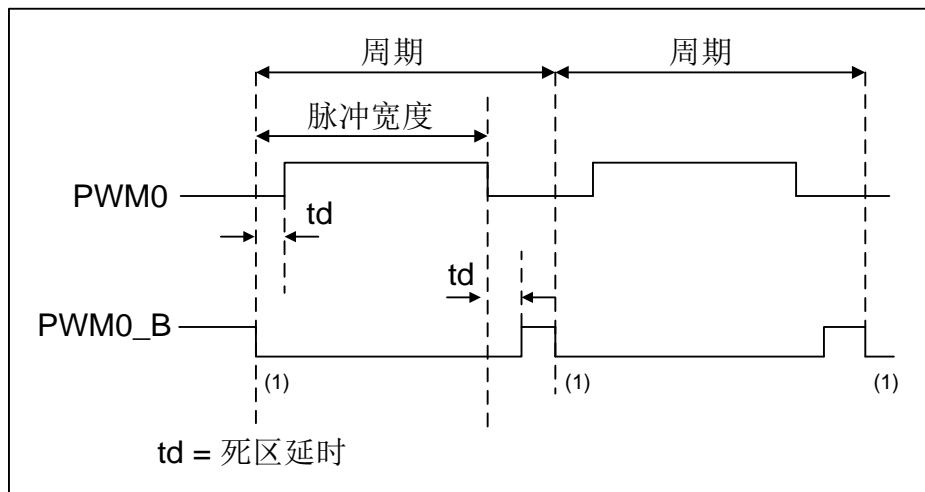 周期 周期
脉冲宽度
PWM0
td
td
PWM0_B
(1) (1) (1)
td = 死区延时